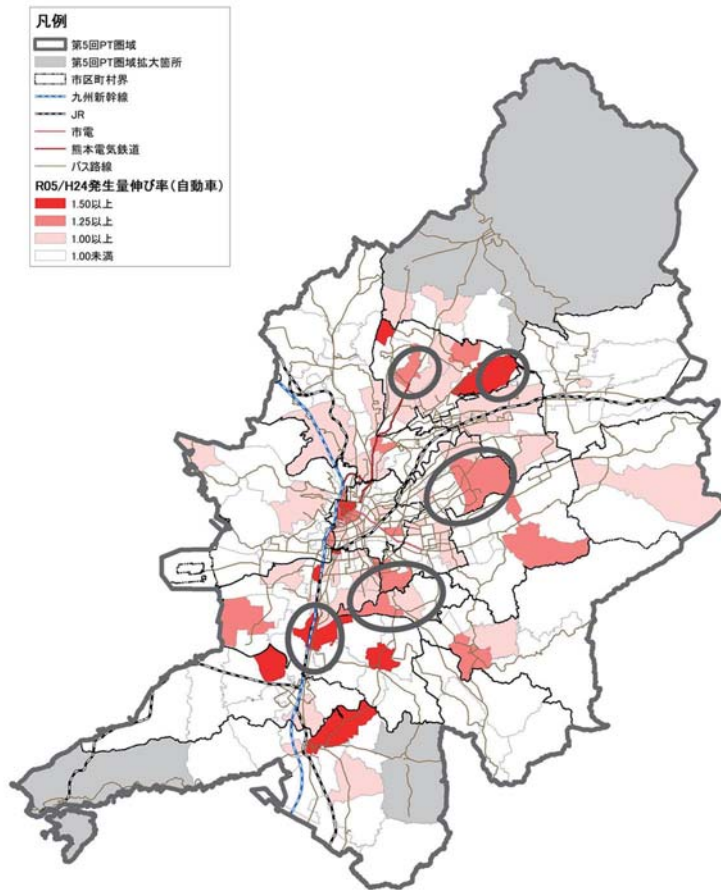 凡例
第5回PT圏域
第5回PT圏域拡大箇所
市区町村界
九州新幹線
JR
市電
熊本電気鉄道
バス路線
R05/H24発生量伸び率(自動車)
1.50以上
1.25以上
1.00以上
1.00未満